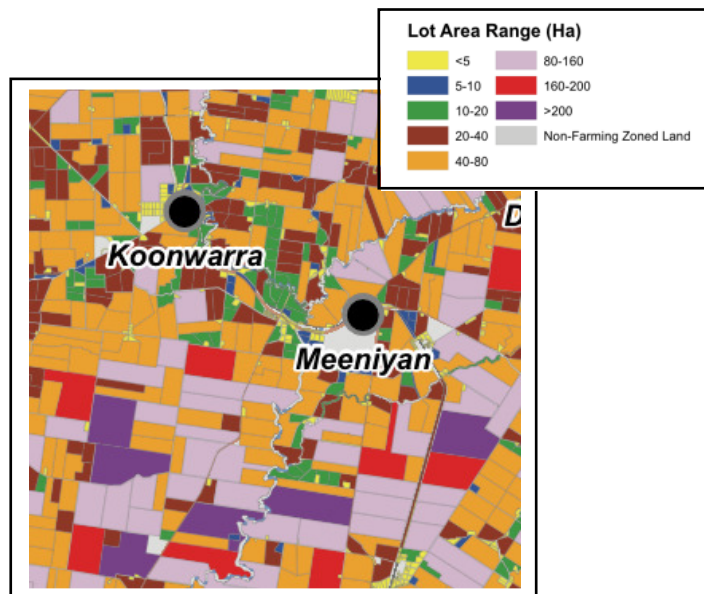 Lot Area Range (Ha)
<5
5-10
10-20
20-40
40-80
80-160
160-200
>200
Non-Farming Zoned Land
D
Koonwarra
Meeniyan